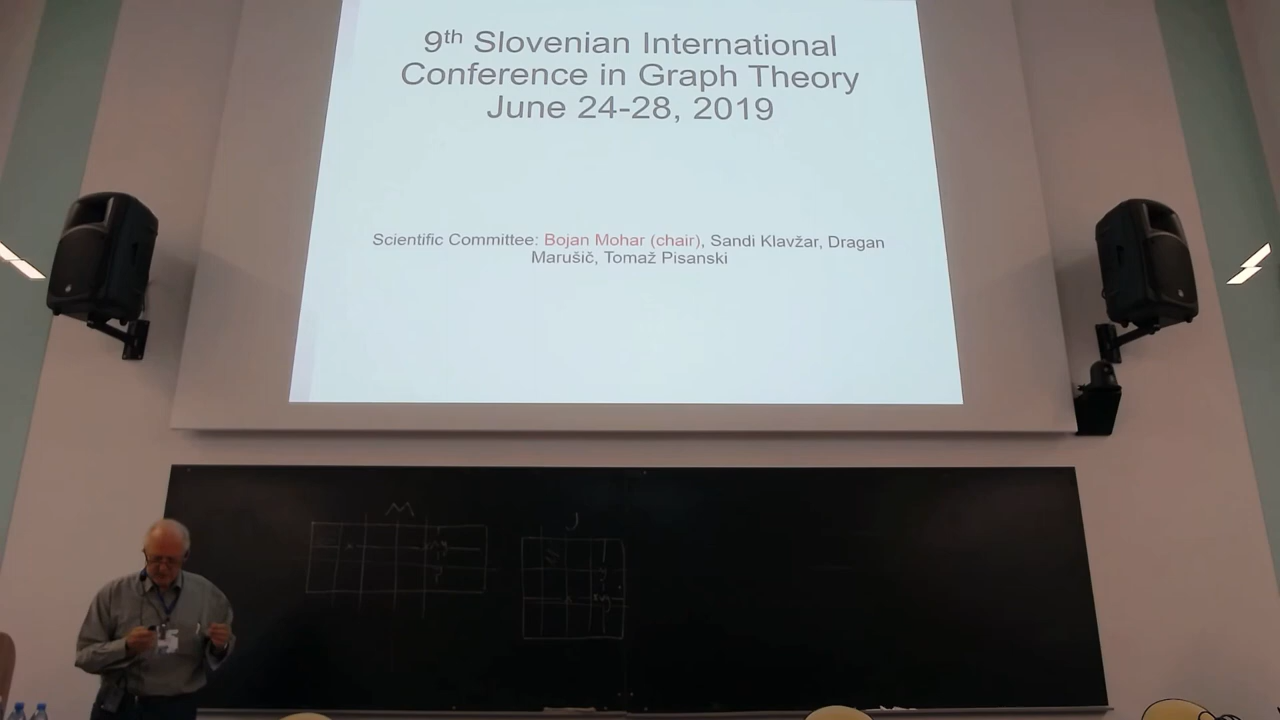 9th Slovenian International
Conference in Graph Theory
June 24-28, 2019
Scientific Committee: Bojan Mohar (chair), Sandi Klavžar, Dragan
Marušič, Tomaž Pisanski
M
J